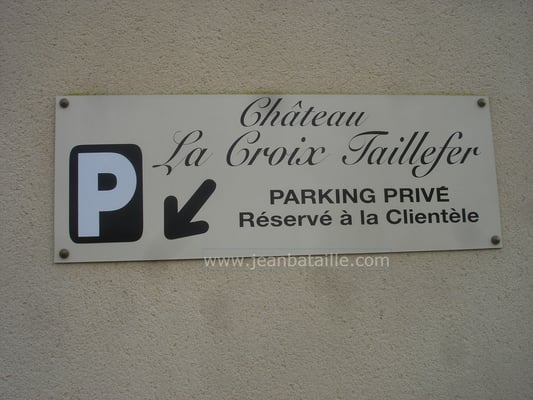 Château
La Croix Taillefer
P
PARKING PRIVÉ
Réservé à la Clientèle
www.jeanbataille.com